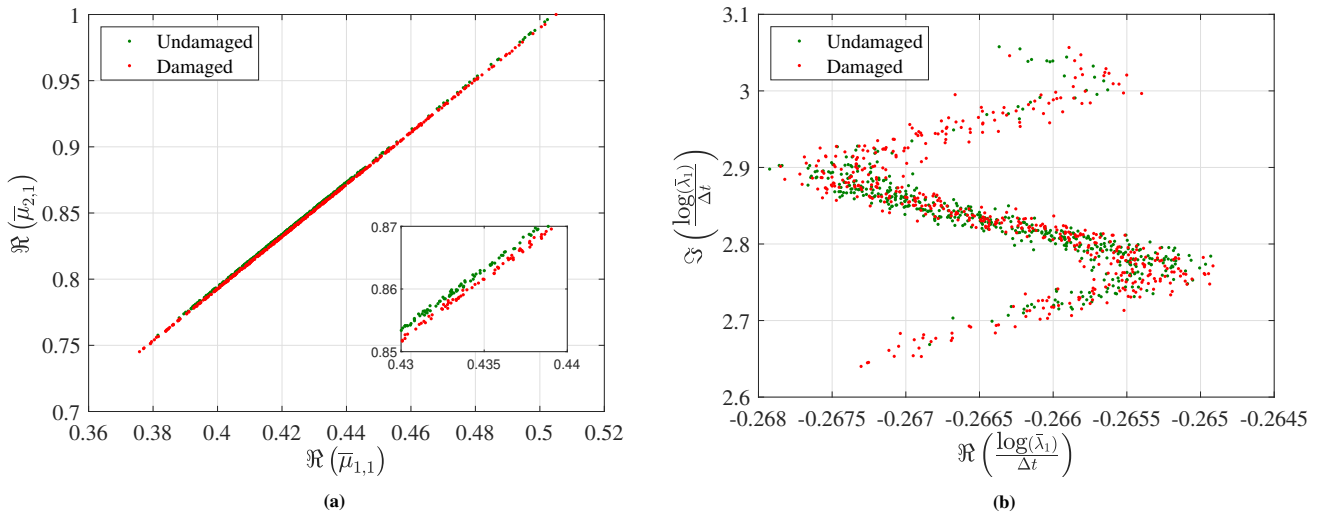 1
0.95
0.9
0.85
0.8
0.75
0.7
0.36 0.38 0.4 0.42 0.44 0.46 0.48 0.5 0.52
ℜ (μ̅₂,₁)
ℜ (μ̅₁,₁)
Undamaged
Damaged
0.87
0.86
0.85
0.43 0.435 0.44
(a)
3.1
3
2.9
2.8
2.7
2.6
-0.268 -0.2675 -0.267 -0.2665 -0.266 -0.2655 -0.265 -0.2645
ℑ (log(λ̄₁)/Δt)
ℜ (log(λ̄₁)/Δt)
Undamaged
Damaged
(b)